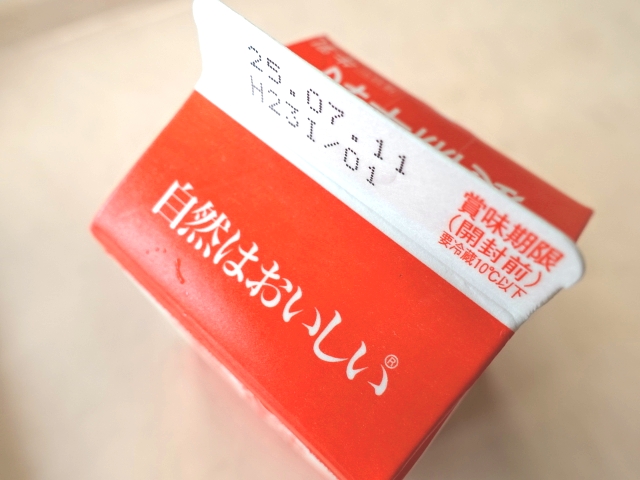 25.07.11
H23I/01
賞味期限
(開封前)
要冷蔵10℃以下
自然はおいしい®